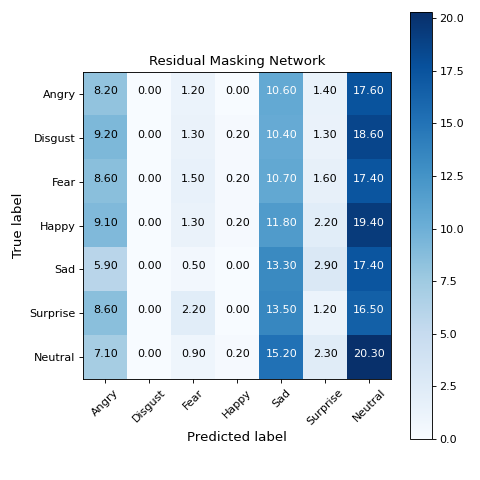 Residual Masking Network
20.0
17.5
15.0
12.5
10.0
7.5
5.0
2.5
0.0
True label
Angry 8.20 0.00 1.20 0.00 10.60 1.40 17.60
Disgust 9.20 0.00 1.30 0.20 10.40 1.30 18.60
Fear 8.60 0.00 1.50 0.20 10.70 1.60 17.40
Happy 9.10 0.00 1.30 0.20 11.80 2.20 19.40
Sad 5.90 0.00 0.50 0.00 13.30 2.90 17.40
Surprise 8.60 0.00 2.20 0.00 13.50 1.20 16.50
Neutral 7.10 0.00 0.90 0.20 15.20 2.30 20.30
Angry Disgust Fear Happy Sad Surprise Neutral
Predicted label